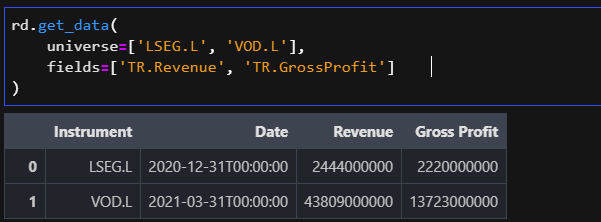 rd.get_data(
    universe=['LSEG.L', 'VOD.L'],
    fields=['TR.Revenue', 'TR.GrossProfit']
)
Instrument Date Revenue Gross Profit
0 LSEG.L 2020-12-31T00:00:00 2444000000 2220000000
1 VOD.L 2021-03-31T00:00:00 43809000000 13723000000